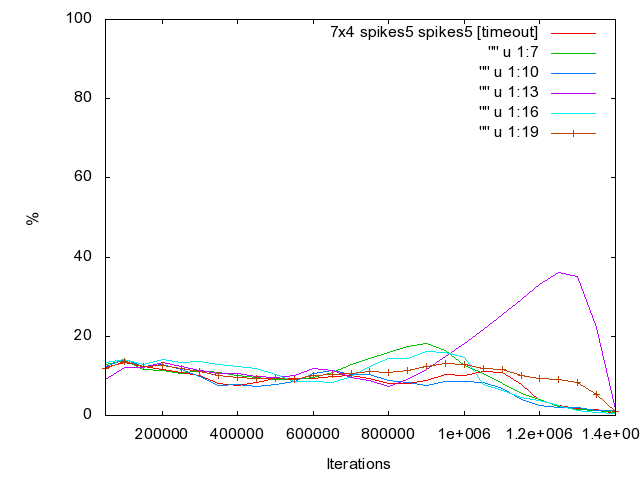 100
80
60
40
20
0
%
7x4 spikes5 spikes5 [timeout]
"" u 1:7
"" u 1:10
"" u 1:13
"" u 1:16
"" u 1:19
200000 400000 600000 800000 1e+006 1.2e+006 1.4e+00
Iterations